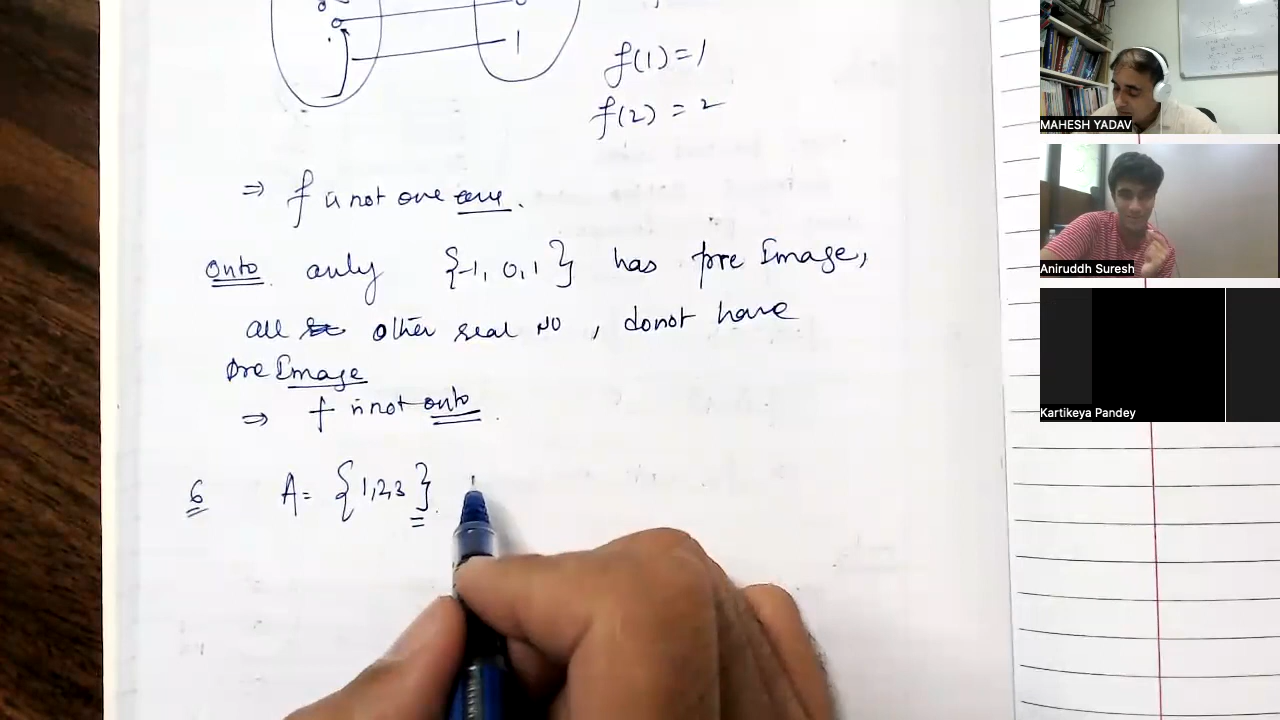 f(1)=1
f(2) = 2
⇒ f is not one one.
Onto only {-1, 0, 1} has pre Image,
all other real NO, donot have
pre Image
⇒ f is not onto.
6 A= {1,2,3}.
MAHESH YADAV
Aniruddh Suresh
Kartikeya Pandey